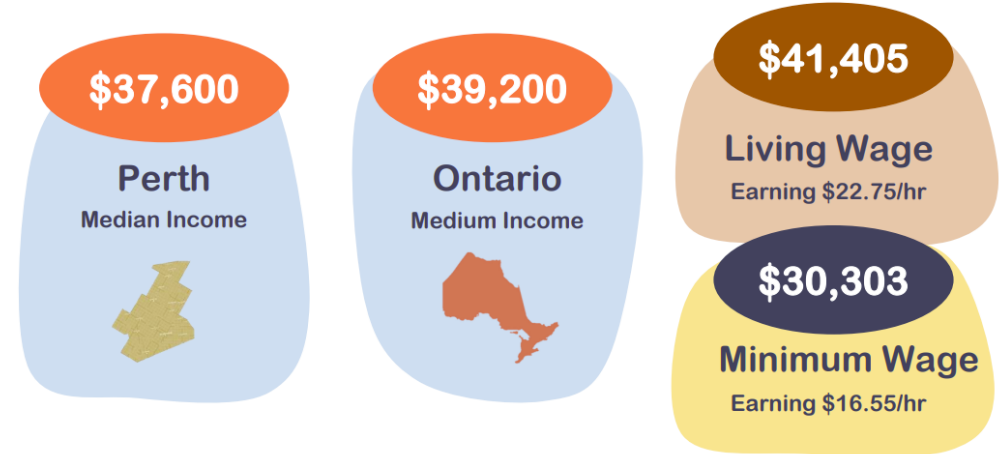 $37,600
Perth
Median Income
$39,200
Ontario
Medium Income
$41,405
Living Wage
Earning $22.75/hr
$30,303
Minimum Wage
Earning $16.55/hr